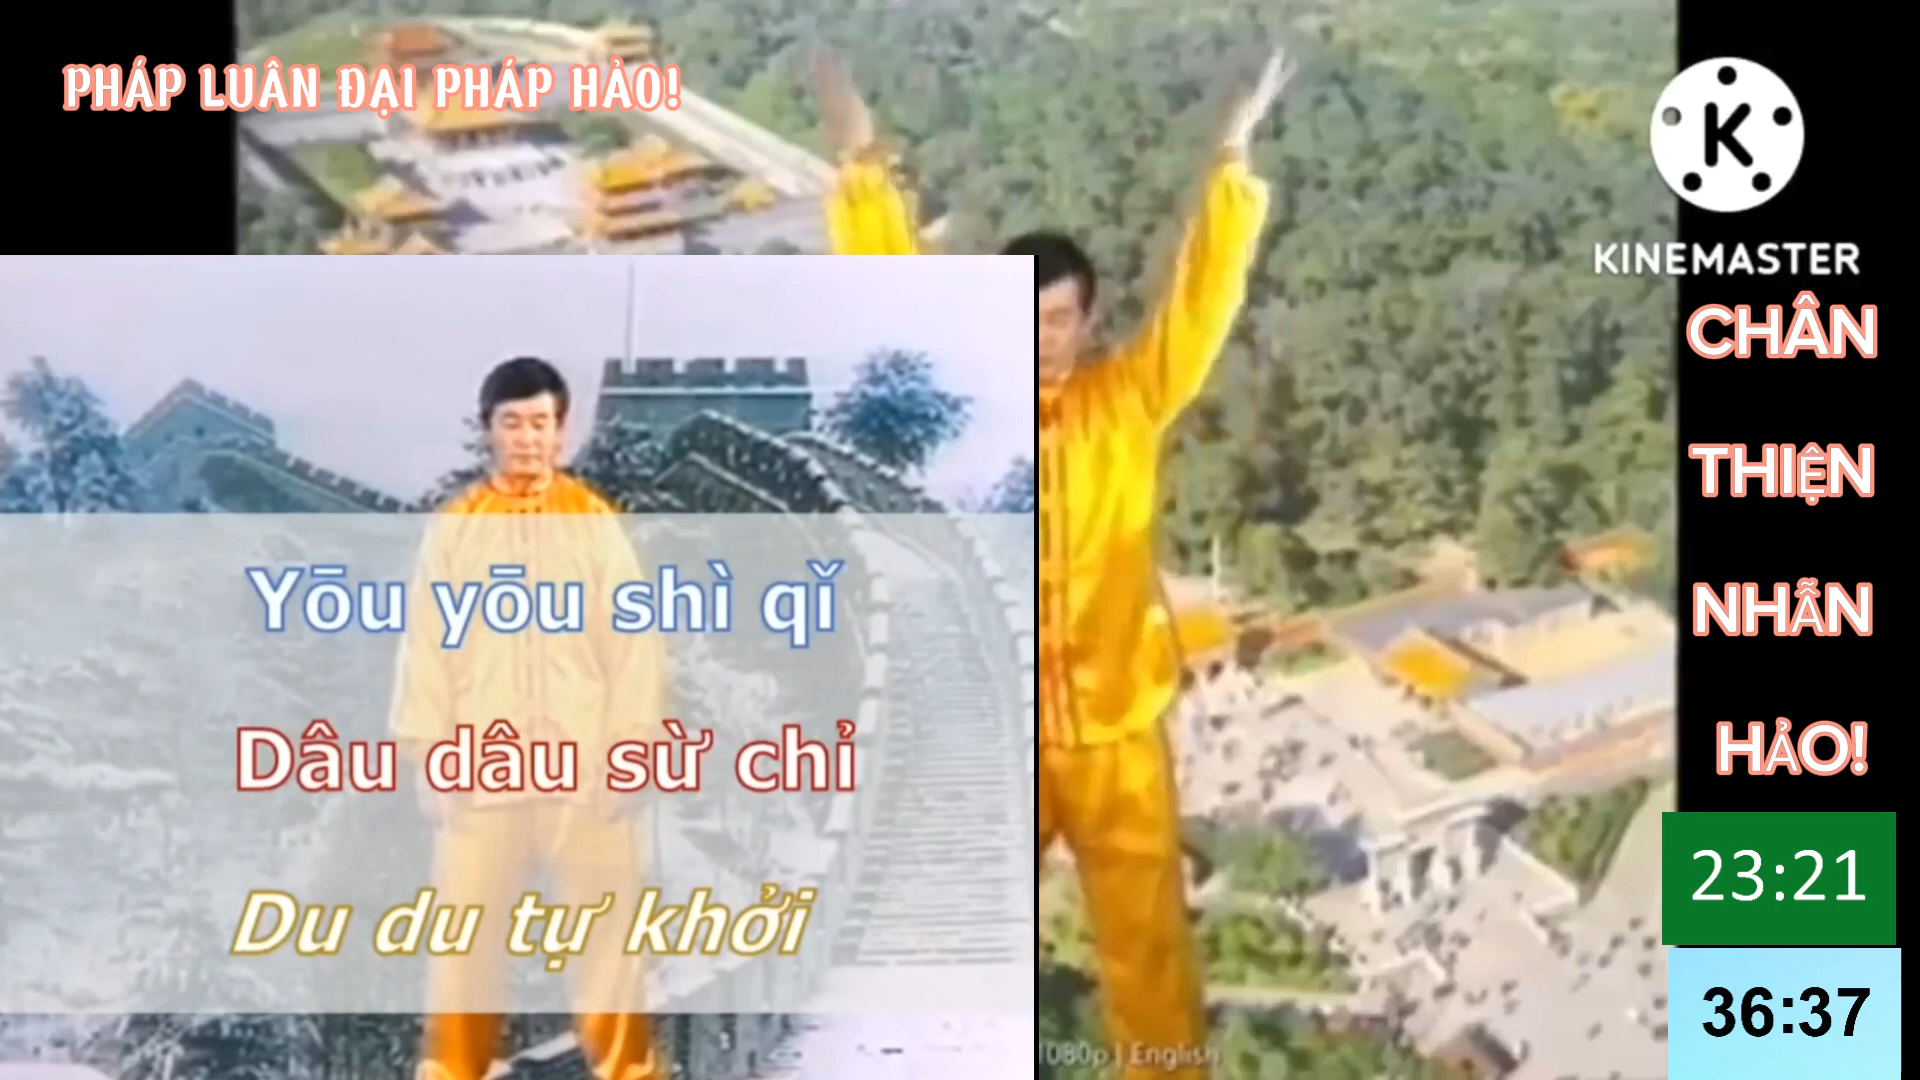 PHÁP LUÂN ĐẠI PHÁP HẢO!
KINEMASTER
CHÂN
THIỆN
NHẪN
HẢO!
Yōu yōu shì qǐ
Dâu dâu sừ chỉ
Du du tự khởi
23:21
36:37
1080p | English